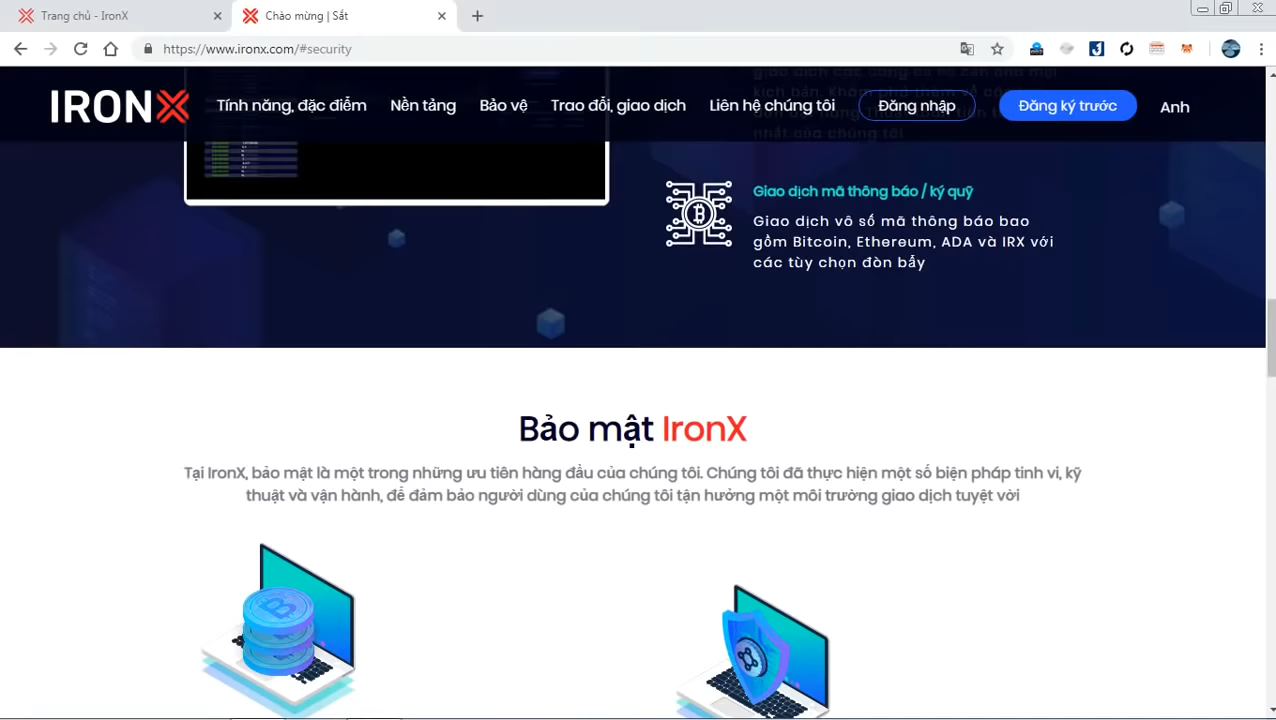 Trang chủ - IronX
Chào mừng | Sắt
https://www.ironx.com/#security
IRONX
Tính năng, đặc điểm
Nền tảng
Bảo vệ
Trao đổi, giao dịch
Liên hệ chúng tôi
Đăng nhập
Đăng ký trước
Anh
nhất của chúng tôi
Giao dịch mã thông báo / ký quỹ
Giao dịch vô số mã thông báo bao
gồm Bitcoin, Ethereum, ADA và IRX với
các tùy chọn đòn bẩy
Bảo mật IronX
Tại IronX, bảo mật là một trong những ưu tiên hàng đầu của chúng tôi. Chúng tôi đã thực hiện một số biện pháp tinh vi, kỹ
thuật và vận hành, để đảm bảo người dùng của chúng tôi tận hưởng một môi trường giao dịch tuyệt vời